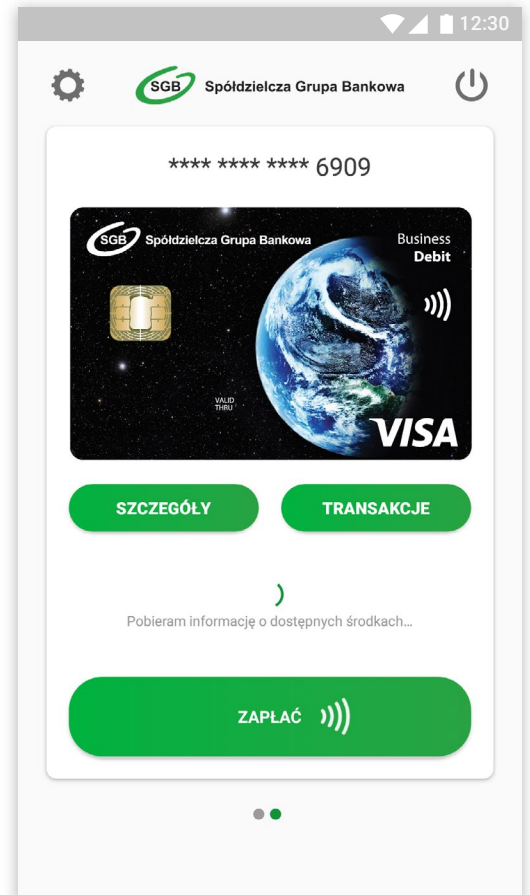 12:30
SGB Spółdzielcza Grupa Bankowa
**** **** **** 6909
SGB Spółdzielcza Grupa Bankowa
Business
Debit
VALID
THRU
VISA
SZCZEGÓŁY
TRANSAKCJE
Pobieram informację o dostępnych środkach...
ZAPŁAĆ